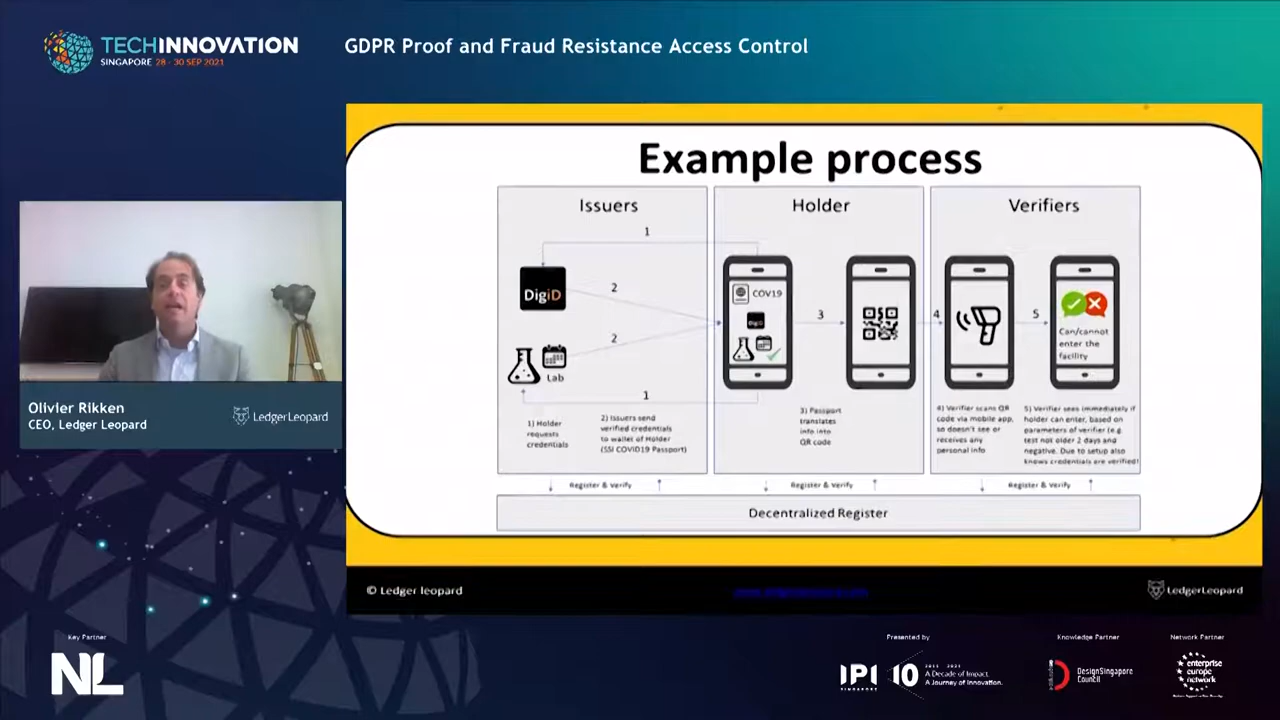 TECHINNOVATION
SINGAPORE 28 - 30 SEP 2021
GDPR Proof and Fraud Resistance Access Control
Olivier Rikken
CEO, Ledger Leopard
LedgerLeopard
Example process
Issuers
Holder
Verifiers
1
DigiD
2
2
Lab
1
COV19
DigiD
3
4
5
Can/cannot
enter the
facility
1) Holder
requests
credentials
2) Issuers send
verified credentials
to wallet of Holder
(SSI COVID19 Passport)
3) Passport
translates
info into
QR code
4) Verifier scans QR
code via mobile app,
so doesn't see or
receives any
personal info
5) Verifier sees immediately if
holder can enter, based on
parameters of verifier (e.g.
test not older 2 days and
negative. Due to setup also
knows credentials are verified!
Register & Verify
Register & Verify
Register & Verify
Decentralized Register
© Ledger leopard
LedgerLeopard
Key Partner
NL
Presented by
IPI
SINGAPORE
10
2011 - 2021
A Decade of Impact.
A Journey of Innovation.
Knowledge Partner
DesignSingapore
Council
Network Partner
enterprise
europe
network